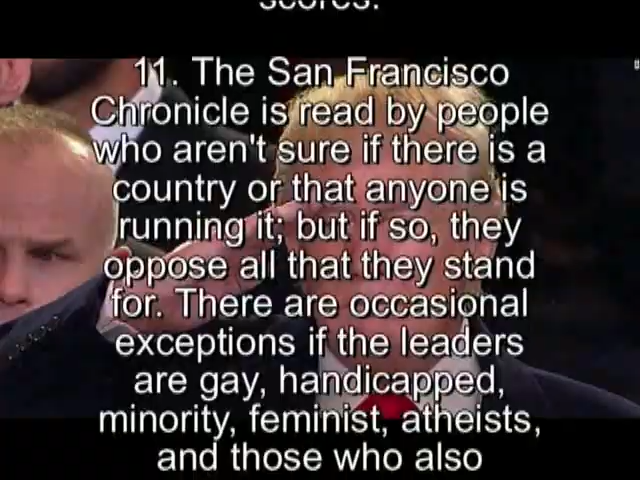 scores.
11. The San Francisco
Chronicle is read by people
who aren't sure if there is a
country or that anyone is
running it; but if so, they
oppose all that they stand
for. There are occasional
exceptions if the leaders
are gay, handicapped,
minority, feminist, atheists,
and those who also